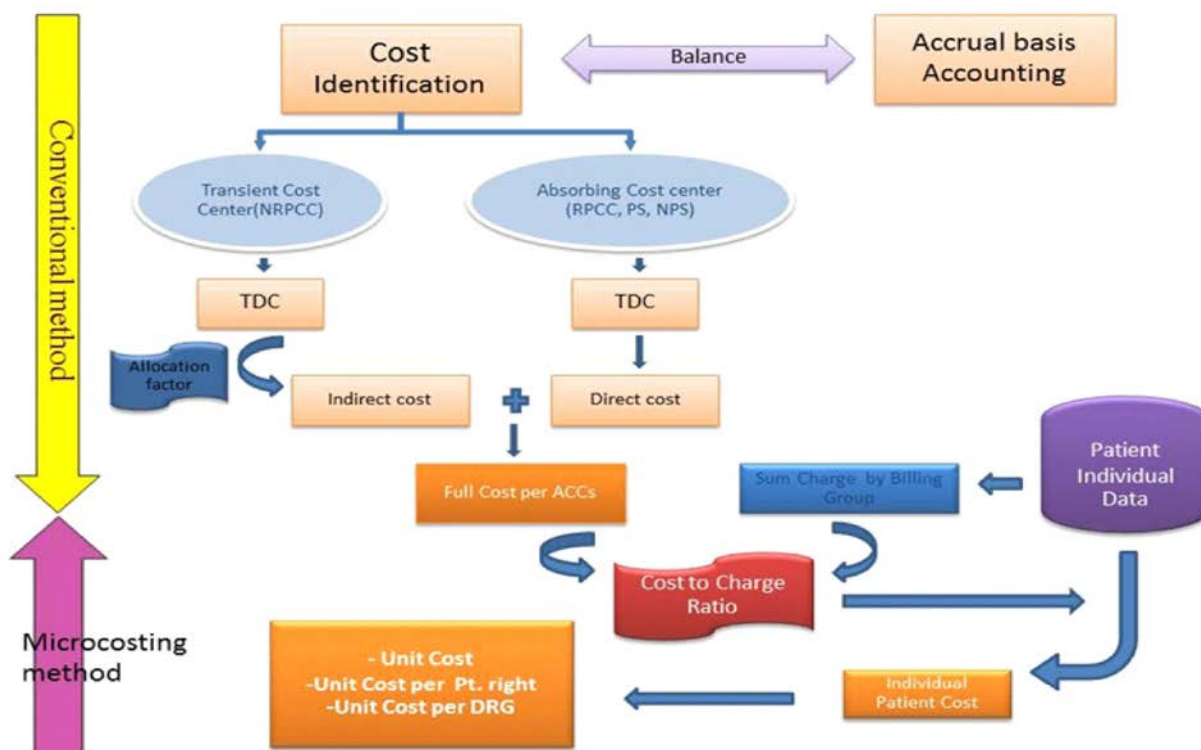 Cost
Identification
Balance
Accrual basis
Accounting
Conventional method
Transient Cost
Center(NRPCC)
Absorbing Cost center
(RPCC, PS, NPS)
TDC
TDC
Allocation
factor
Indirect cost
Direct cost
Full Cost per ACCs
Sum Charge by Billing
Group
Patient
Individual
Data
Cost to Charge
Ratio
Microcosting
method
- Unit Cost
-Unit Cost per Pt. right
-Unit Cost per DRG
Individual
Patient Cost